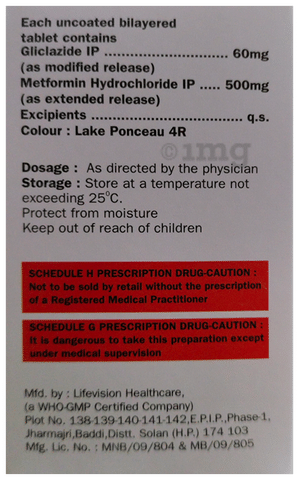 Each uncoated bilayered
tablet contains
Gliclazide IP ............................ 60mg
(as modified release)
Metformin Hydrochloride IP ..... 500mg
(as extended release)
Excipients .................................. q.s.
Colour : Lake Ponceau 4R
1mg
Dosage : As directed by the physician
Storage : Store at a temperature not
exceeding 25°C.
Protect from moisture
Keep out of reach of children
SCHEDULE H PRESCRIPTION DRUG-CAUTION :
Not to be sold by retail without the prescription
of a Registered Medical Practitioner
SCHEDULE G PRESCRIPTION DRUG-CAUTION :
It is dangerous to take this preparation except
under medical supervision
Mfd. by : Lifevision Healthcare,
(a WHO-GMP Certified Company)
Plot No. 138-139-140-141-142,E.P.I.P.,Phase-1,
Jharmajri,Baddi,Distt. Solan (H.P.) 174 103
Mfg. Lic. No. : MNB/09/804 & MB/09/805